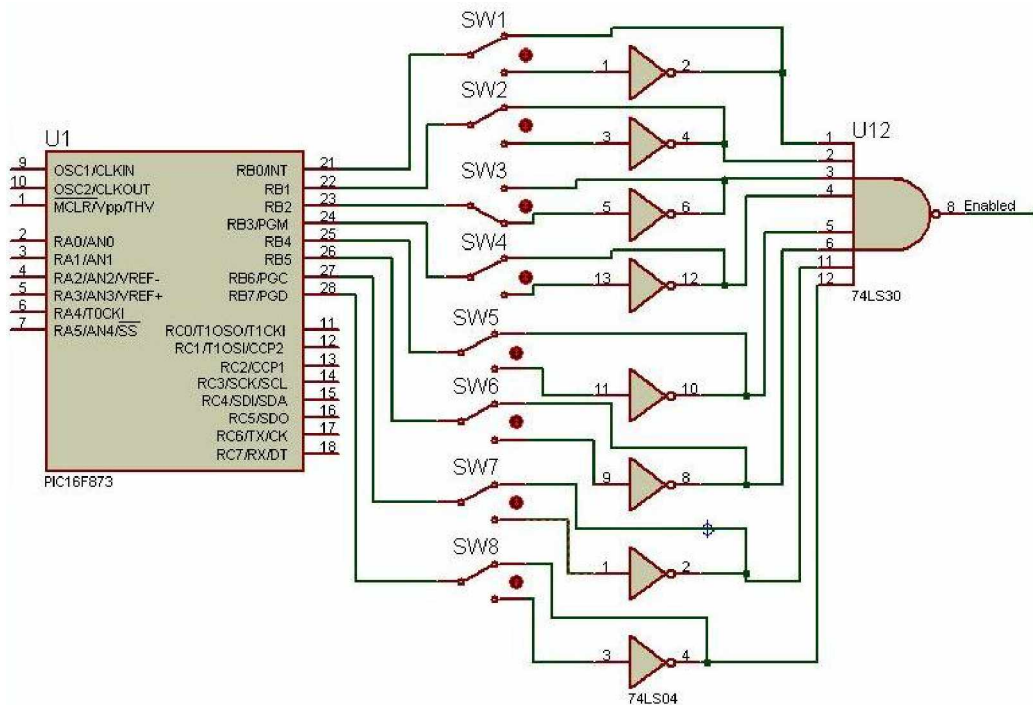 SW1
1
2
SW2
3
4
SW3
5
6
SW4
13
12
SW5
11
10
SW6
9
8
SW7
1
2
SW8
3
4
74LS04
U1
9 OSC1/CLKIN
10 OSC2/CLKOUT
1 MCLR/Vpp/THV
2 RA0/AN0
3 RA1/AN1
4 RA2/AN2/VREF-
5 RA3/AN3/VREF+
6 RA4/T0CKI
7 RA5/AN4/SS
RB0/INT 21
RB1 22
RB2 23
RB3/PGM 24
RB4 25
RB5 26
RB6/PGC 27
RB7/PGD 28
RC0/T1OSO/T1CKI 11
RC1/T1OSI/CCP2 12
RC2/CCP1 13
RC3/SCK/SCL 14
RC4/SDI/SDA 15
RC5/SDO 16
RC6/TX/CK 17
RC7/RX/DT 18
PIC16F873
U12
1
2
3
4
5
6
11
12
8 Enabled
74LS30